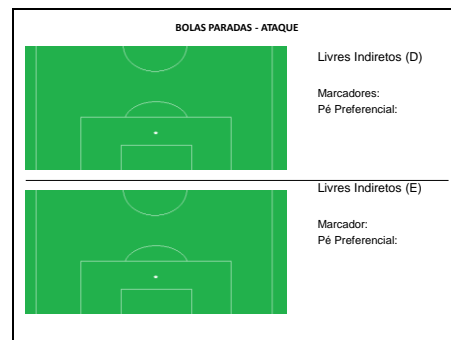 BOLAS PARADAS - ATAQUE
Livres Indiretos (D)
Marcadores:
Pé Preferencial:
Livres Indiretos (E)
Marcador:
Pé Preferencial: